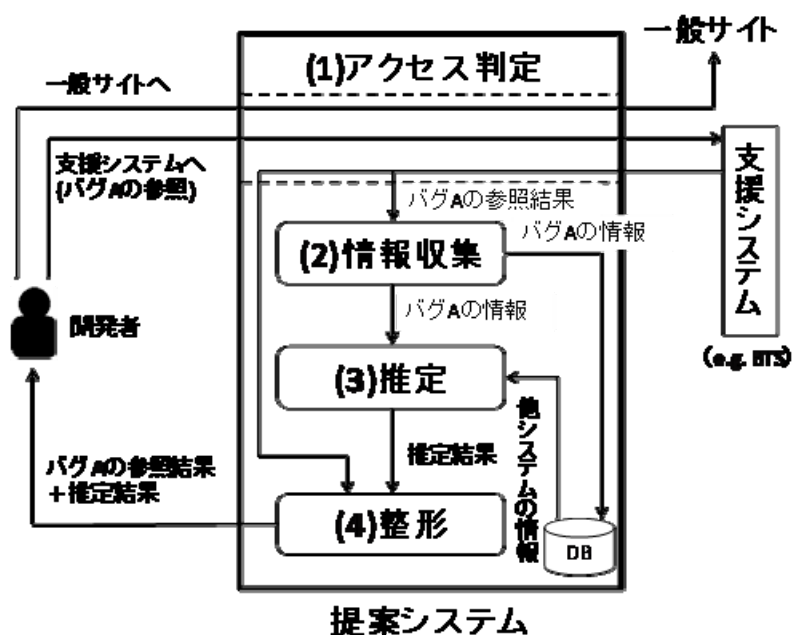 一般サイト
(1)アクセス判定
一般サイトへ
支援システムへ
(バグAの参照)
支援システム
(e.g. BTS)
バグAの参照結果
バグAの情報
(2)情報収集
バグAの情報
開発者
(3)推定
推定結果
他システムの情報
バグAの参照結果
+推定結果
(4)整形
DB
提案システム